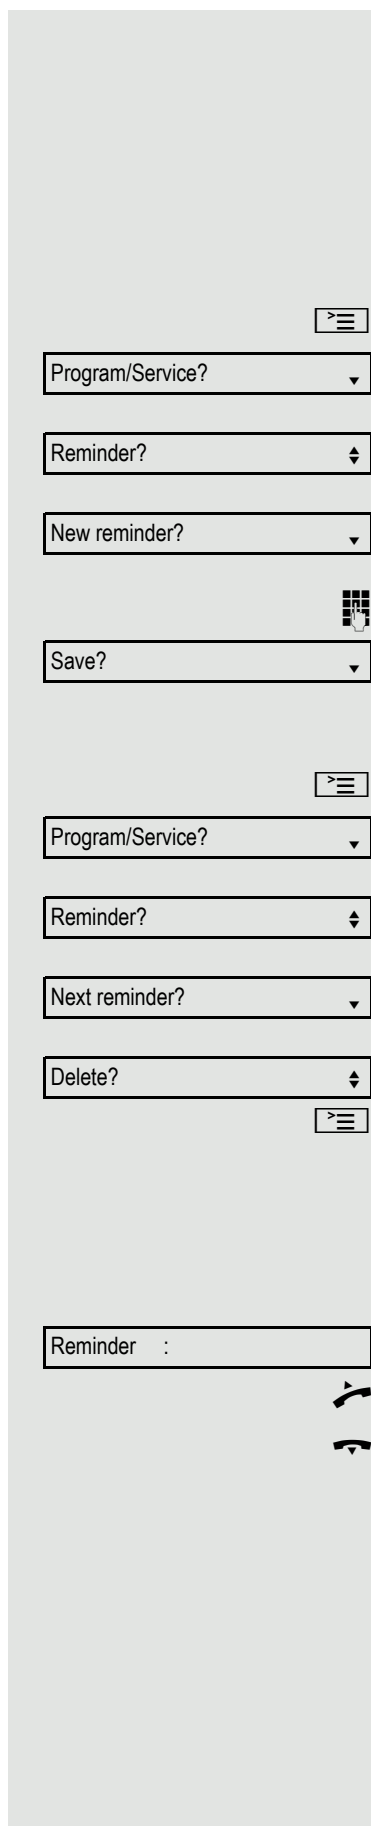 Program/Service?
Reminder?
New reminder?
Save?
Program/Service?
Reminder?
Next reminder?
Delete?
Reminder :